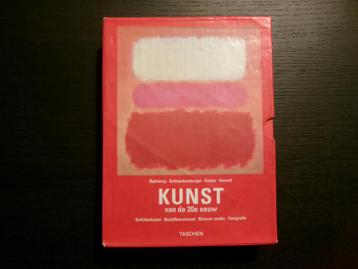 Ruhrberg · Schneckenburger · Fricke · Honnef
KUNST
van de 20e eeuw
Schilderkunst · Beeldhouwkunst · Nieuwe media · Fotografie
TASCHEN